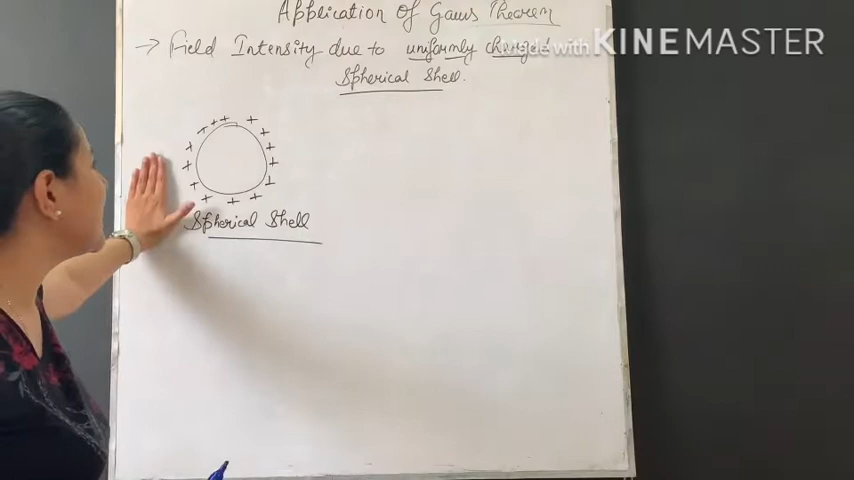 Application of Gauss Theorem
→ Field Intensity due to uniformly charged
Made with KINEMASTER
Spherical Shell.
Spherical Shell